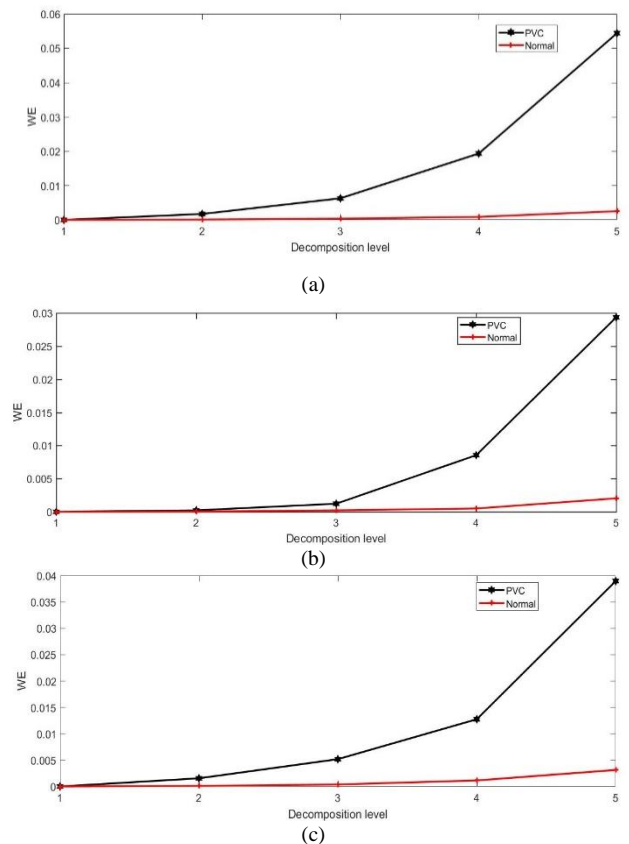 0.06
0.05
0.04
0.03
0.02
0.01
0
WE
PVC
Normal
1 2 3 4 5
Decomposition level
(a)
0.03
0.025
0.02
0.015
0.01
0.005
0
WE
PVC
Normal
1 2 3 4 5
Decomposition level
(b)
0.04
0.035
0.03
0.025
0.02
0.015
0.01
0.005
0
WE
PVC
Normal
1 2 3 4 5
Decomposition level
(c)